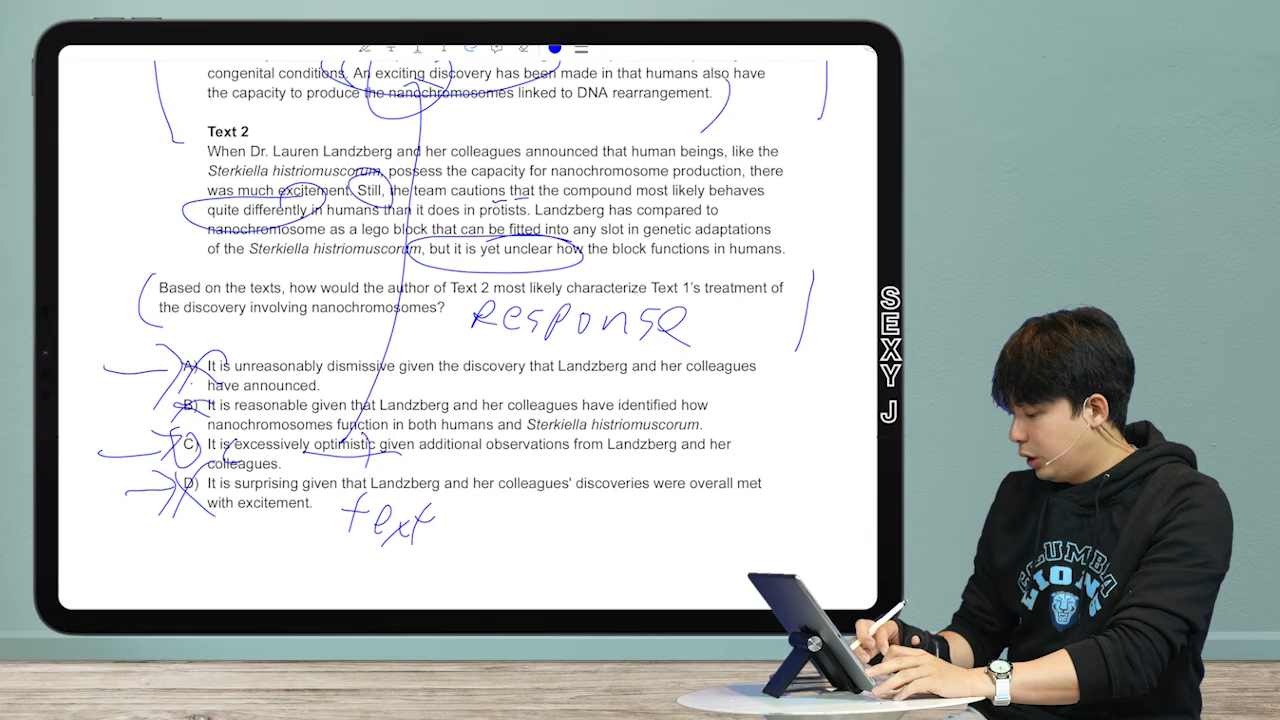 congenital conditions. An exciting discovery has been made in that humans also have
the capacity to produce the nanochromosomes linked to DNA rearrangement.
Text 2
When Dr. Lauren Landzberg and her colleagues announced that human beings, like the
Sterkiella histriomuscorum, possess the capacity for nanochromosome production, there
was much excitement. Still, the team cautions that the compound most likely behaves
quite differently in humans than it does in protists. Landzberg has compared to
nanochromosome as a lego block that can be fitted into any slot in genetic adaptations
of the Sterkiella histriomuscorum, but it is yet unclear how the block functions in humans.
Based on the texts, how would the author of Text 2 most likely characterize Text 1's treatment of
the discovery involving nanochromosomes?
Response
A) It is unreasonably dismissive given the discovery that Landzberg and her colleagues
have announced.
B) It is reasonable given that Landzberg and her colleagues have identified how
nanochromosomes function in both humans and Sterkiella histriomuscorum.
C) It is excessively optimistic given additional observations from Landzberg and her
colleagues.
D) It is surprising given that Landzberg and her colleagues' discoveries were overall met
with excitement.
text
SEXY J
COLUMBIA
LIONS